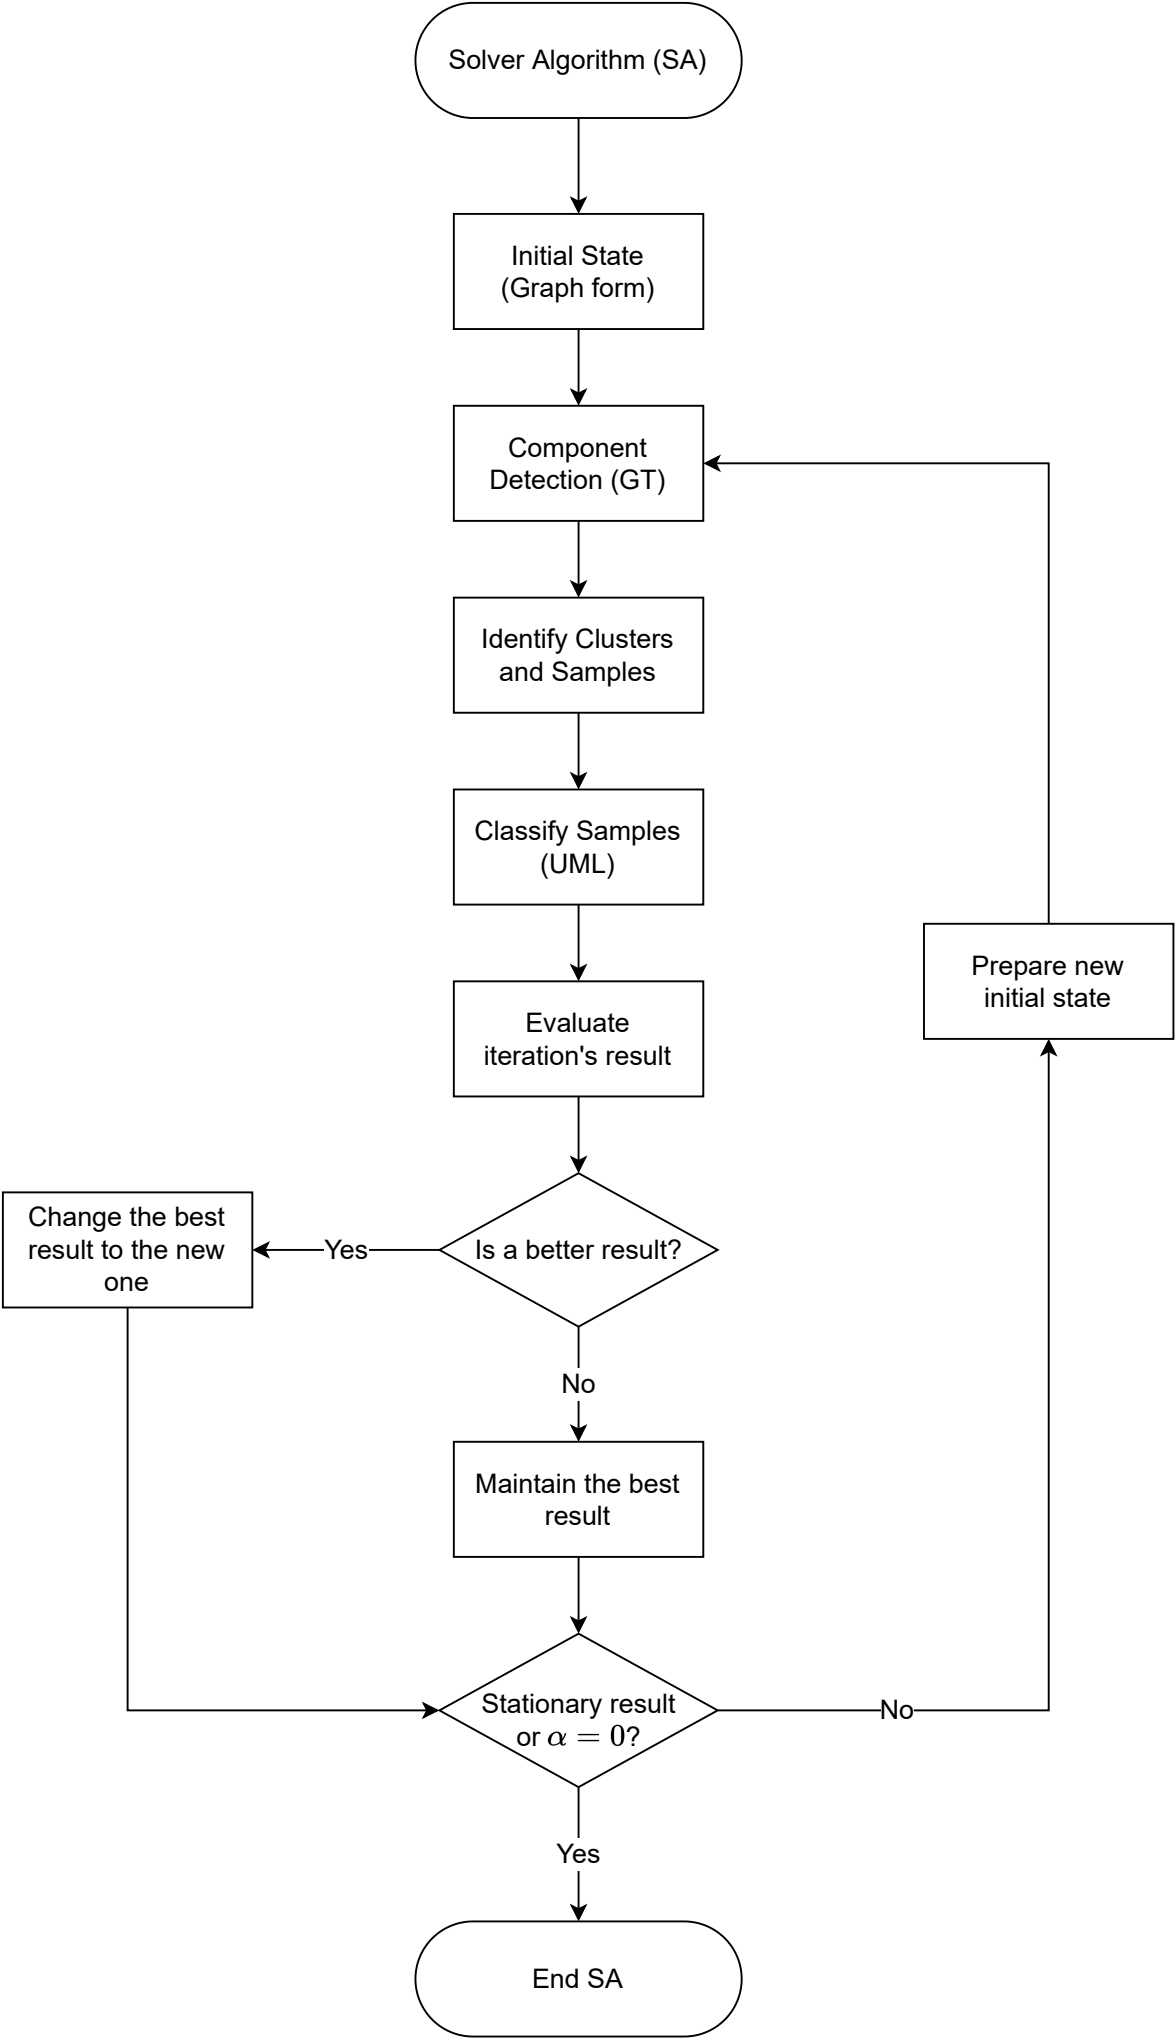 Solver Algorithm (SA)
Initial State
(Graph form)
Component
Detection (GT)
Identify Clusters
and Samples
Classify Samples
(UML)
Prepare new
initial state
Evaluate
iteration's result
Change the best
result to the new
one
Yes
Is a better result?
No
Maintain the best
result
Stationary result
or α = 0?
No
Yes
End SA